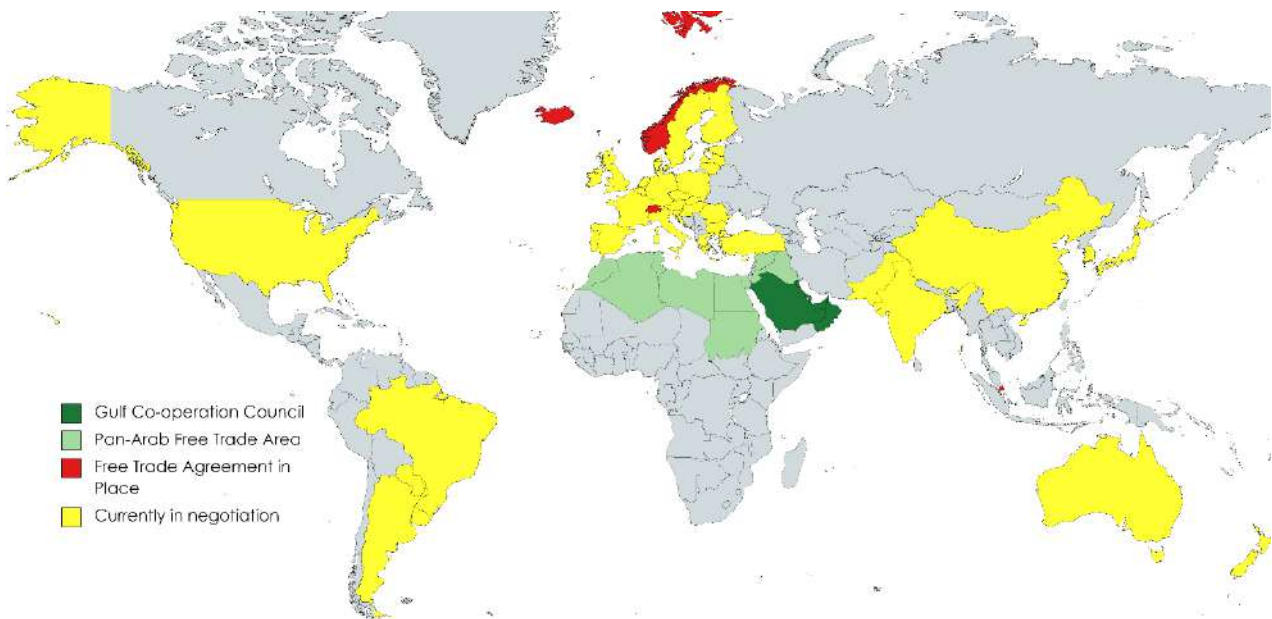 Gulf Co-operation Council
Pan-Arab Free Trade Area
Free Trade Agreement in
Place
Currently in negotiation